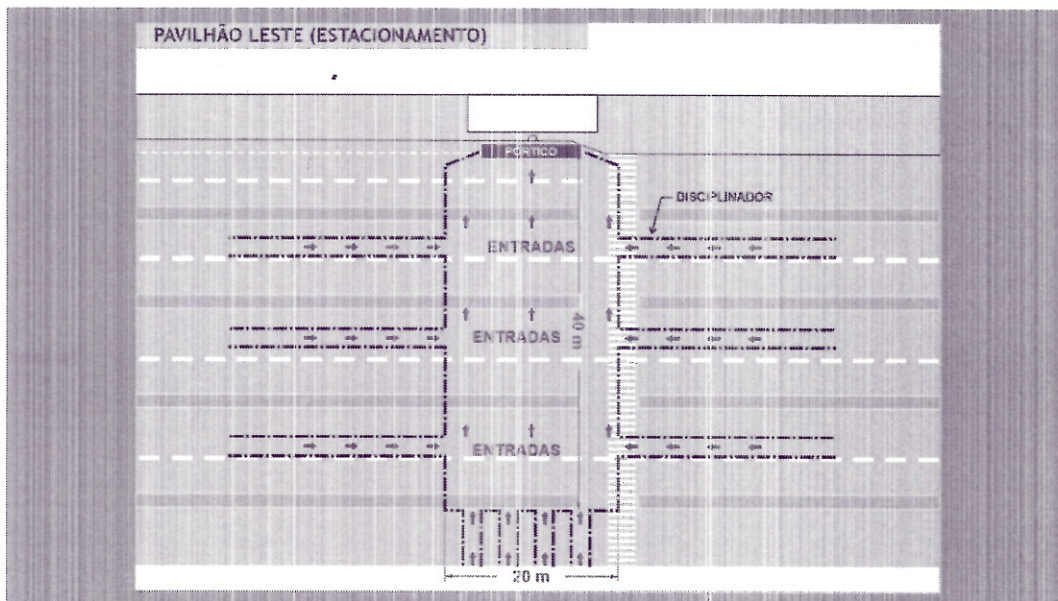 PAVILHÃO LESTE (ESTACIONAMENTO)
PÓRTICO
DISCIPLINADOR
ENTRADAS
ENTRADAS
40 m
ENTRADAS
20 m